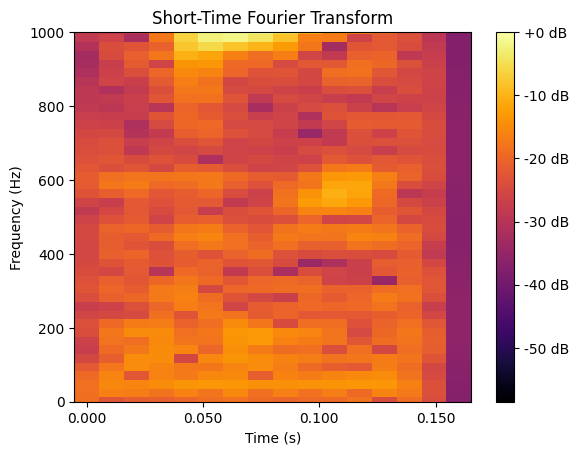 Short-Time Fourier Transform
1000
800
600
400
200
0
Frequency (Hz)
0.000
0.050
0.100
0.150
Time (s)
+0 dB
-10 dB
-20 dB
-30 dB
-40 dB
-50 dB